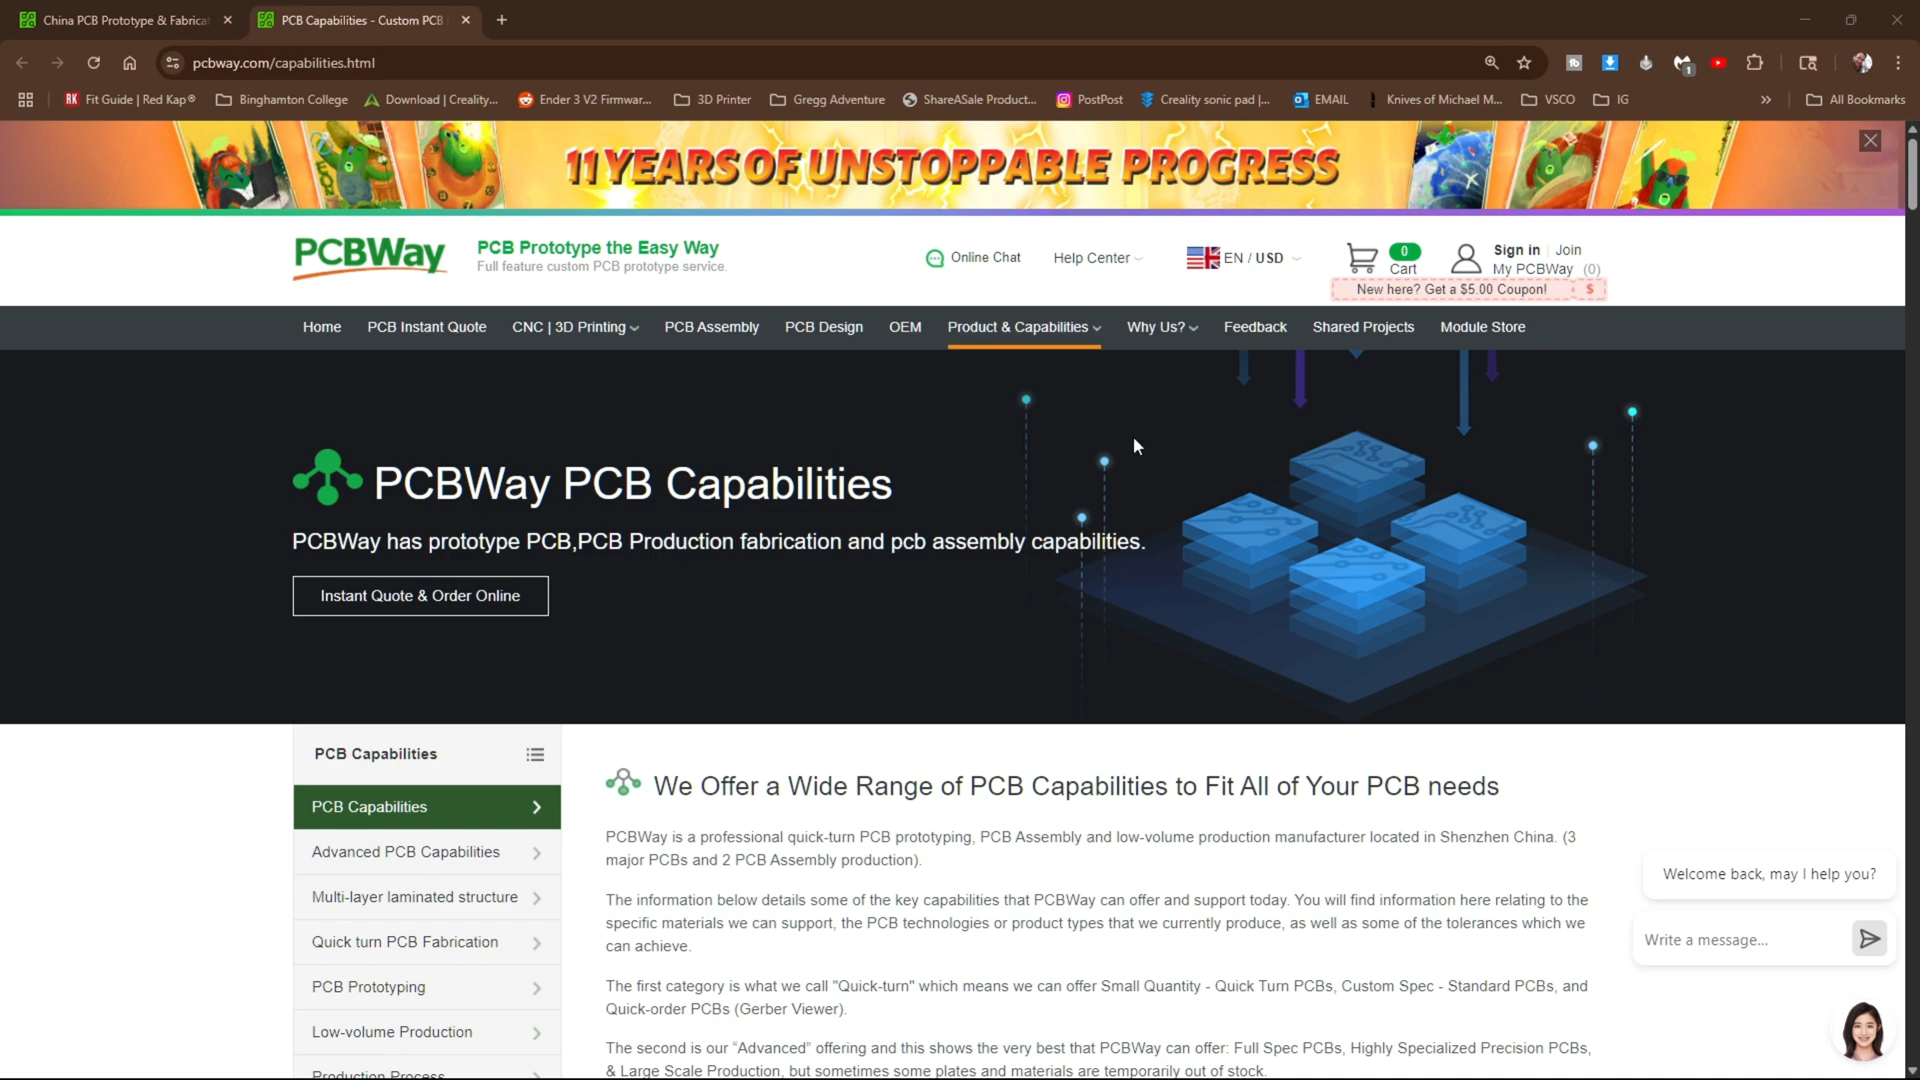 China PCB Prototype & Fabricat
PCB Capabilities - Custom PCB
pcbway.com/capabilities.html
1
RK Fit Guide | Red Kap®
Binghamton College
Download | Creality...
Ender 3 V2 Firmwar...
3D Printer
Gregg Adventure
ShareASale Product...
PostPost
Creality sonic pad |...
EMAIL
Knives of Michael M...
VSCO
IG
All Bookmarks
11 YEARS OF UNSTOPPABLE PROGRESS
PCBWay
PCB Prototype the Easy Way
Full feature custom PCB prototype service.
Online Chat
Help Center
EN / USD
0
Cart
Sign in | Join
My PCBWay (0)
New here? Get a $5.00 Coupon! $
Home PCB Instant Quote CNC | 3D Printing PCB Assembly PCB Design OEM Product & Capabilities Why Us? Feedback Shared Projects Module Store
PCBWay PCB Capabilities
PCBWay has prototype PCB,PCB Production fabrication and pcb assembly capabilities.
Instant Quote & Order Online
PCB Capabilities
PCB Capabilities
Advanced PCB Capabilities
Multi-layer laminated structure
Quick turn PCB Fabrication
PCB Prototyping
Low-volume Production
Production Process
We Offer a Wide Range of PCB Capabilities to Fit All of Your PCB needs
PCBWay is a professional quick-turn PCB prototyping, PCB Assembly and low-volume production manufacturer located in Shenzhen China. (3
major PCBs and 2 PCB Assembly production).
The information below details some of the key capabilities that PCBWay can offer and support today. You will find information here relating to the
specific materials we can support, the PCB technologies or product types that we currently produce, as well as some of the tolerances which we
can achieve.
The first category is what we call "Quick-turn" which means we can offer Small Quantity - Quick Turn PCBs, Custom Spec - Standard PCBs, and
Quick-order PCBs (Gerber Viewer).
The second is our “Advanced” offering and this shows the very best that PCBWay can offer: Full Spec PCBs, Highly Specialized Precision PCBs,
& Large Scale Production, but sometimes some plates and materials are temporarily out of stock.
Welcome back, may I help you?
Write a message...